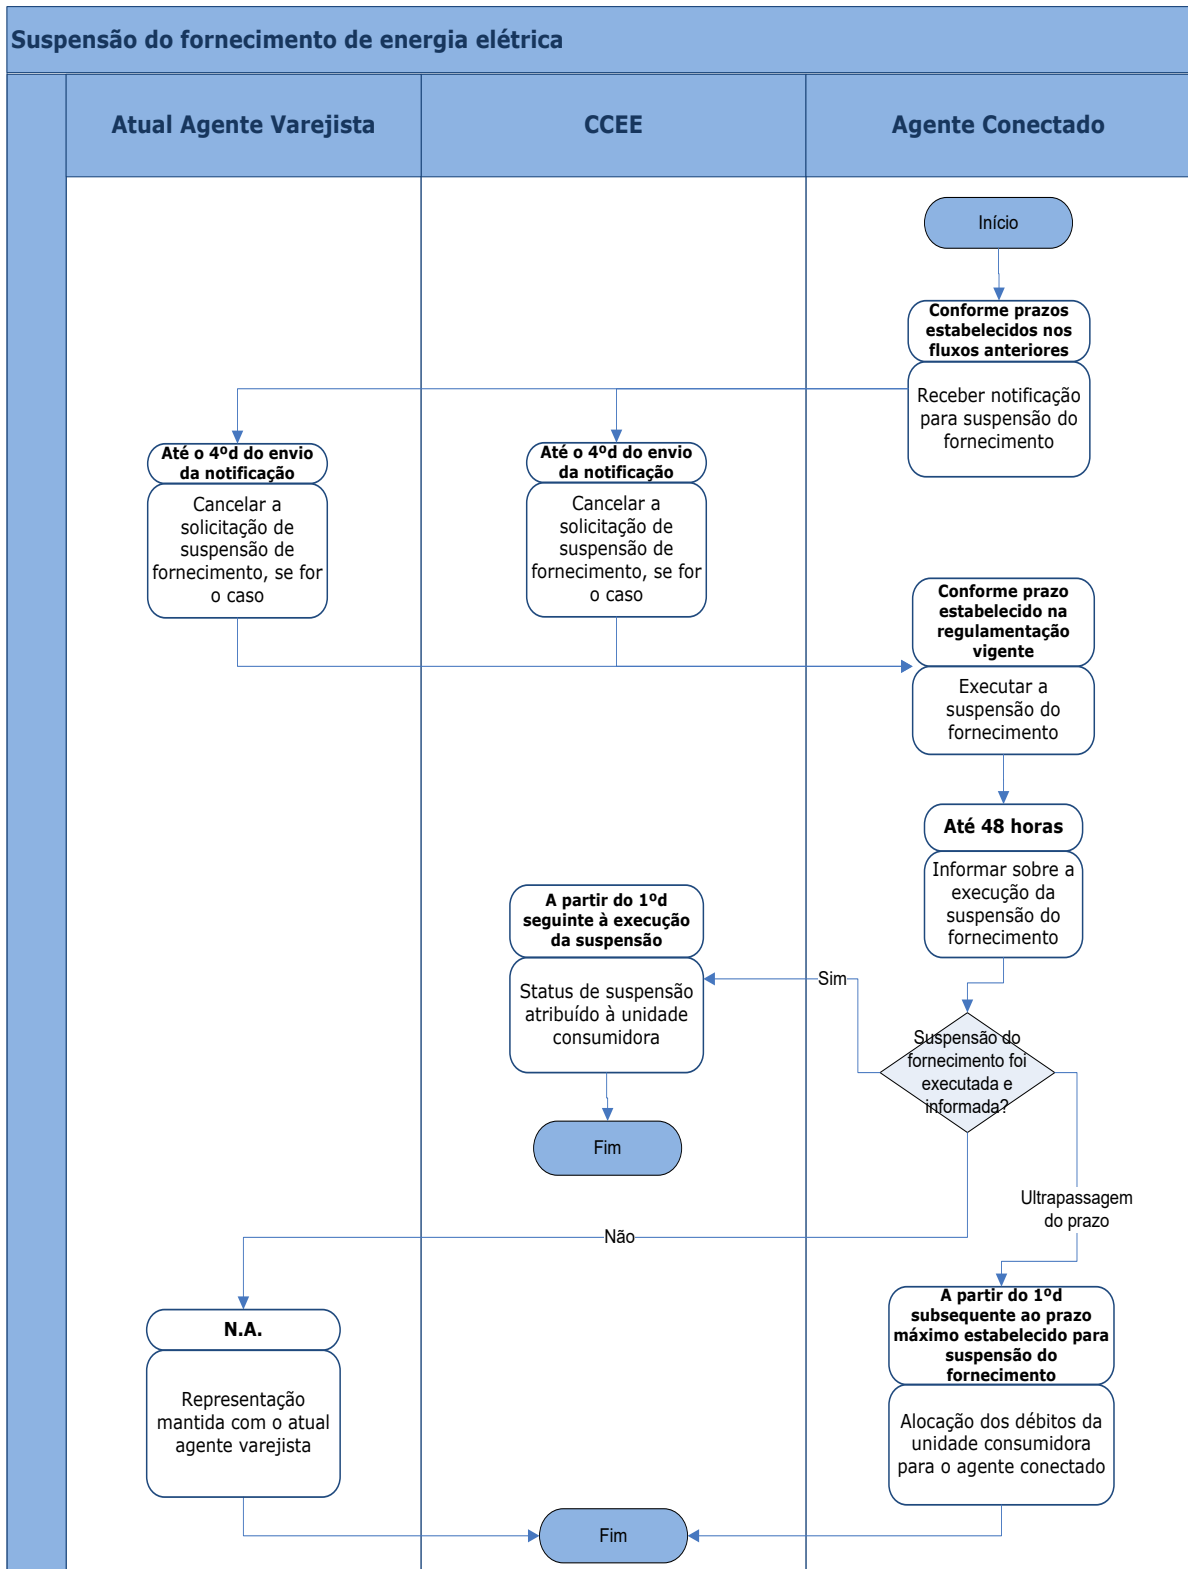 Suspensão do fornecimento de energia elétrica
Atual Agente Varejista
CCEE
Agente Conectado
Início
Conforme prazos
estabelecidos nos
fluxos anteriores
Receber notificação
para suspensão do
fornecimento
Até o 4ºd do envio
da notificação
Cancelar a
solicitação de
suspensão de
fornecimento, se for
o caso
Até o 4ºd do envio
da notificação
Cancelar a
solicitação de
suspensão de
fornecimento, se for
o caso
Conforme prazo
estabelecido na
regulamentação
vigente
Executar a
suspensão do
fornecimento
Até 48 horas
Informar sobre a
execução da
suspensão do
fornecimento
A partir do 1ºd
seguinte à execução
da suspensão
Status de suspensão
atribuído à unidade
consumidora
Sim
Suspensão do
fornecimento foi
executada e
informada?
Fim
Ultrapassagem
do prazo
Não
N.A.
Representação
mantida com o atual
agente varejista
A partir do 1ºd
subsequente ao prazo
máximo estabelecido para
suspensão do
fornecimento
Alocação dos débitos da
unidade consumidora
para o agente conectado
Fim